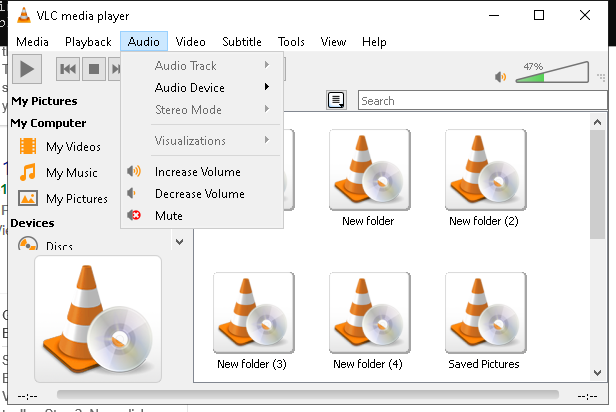 VLC media player
Media Playback Audio Video Subtitle Tools View Help
Audio Track
Audio Device
Stereo Mode
Visualizations
Increase Volume
Decrease Volume
Mute
47%
Search
My Pictures
My Computer
My Videos
My Music
My Pictures
Devices
Discs
New folder
New folder (2)
New folder (3)
New folder (4)
Saved Pictures
--:--
--:--